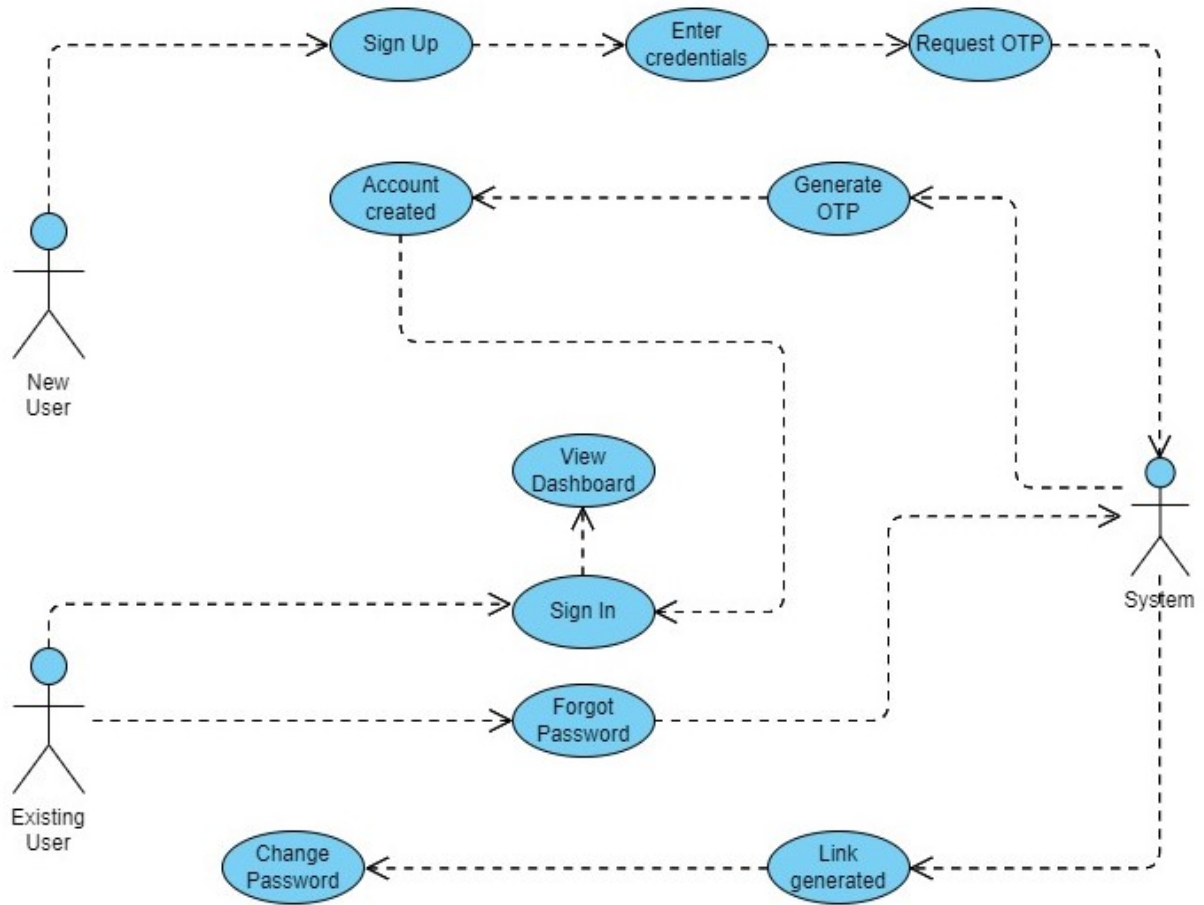 Sign Up
Enter
credentials
Request OTP
Account
created
Generate
OTP
New
User
View
Dashboard
Sign In
System
Forgot
Password
Existing
User
Change
Password
Link
generated